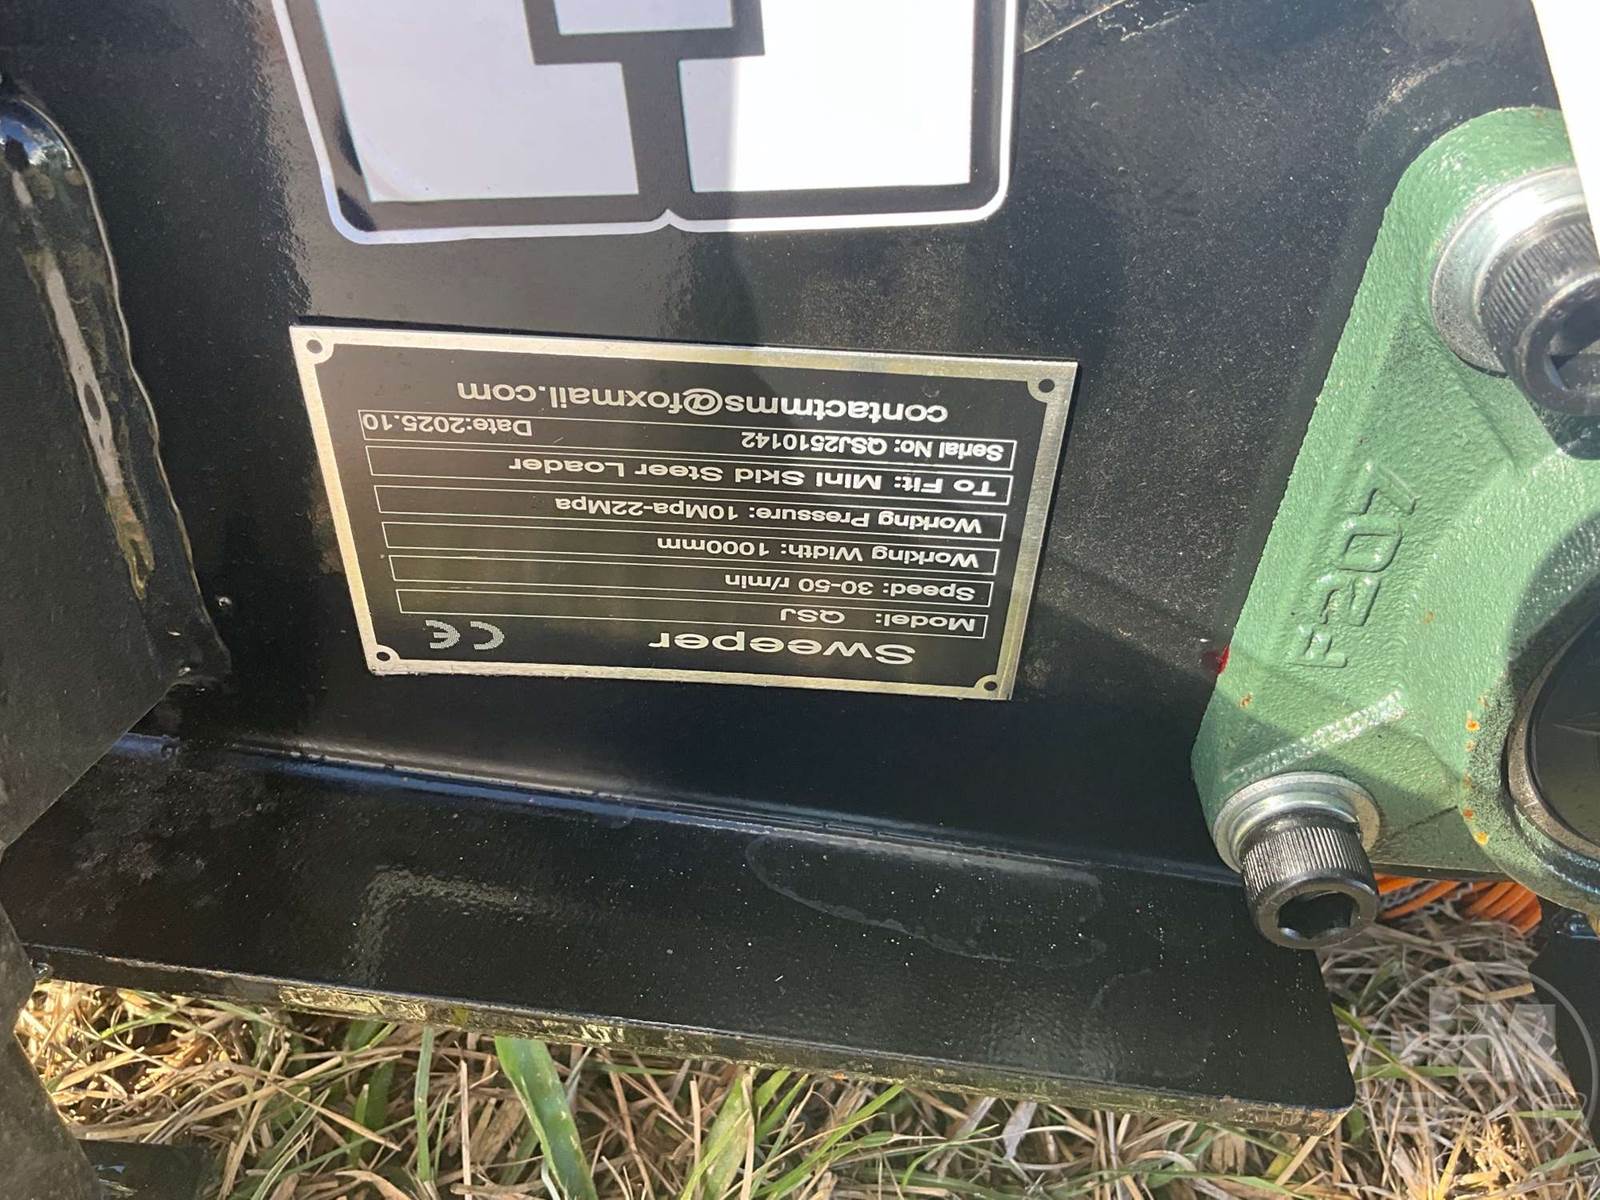 Sweeper CE
Model: QSJ
Speed: 30-50 r/min
Working Width: 1000mm
Working Pressure: 10Mpa-22Mpa
To Fit: Mini Skid Steer Loader
Serial No: QSJ2510142 Date:2025.10
contactmms@foxmail.com